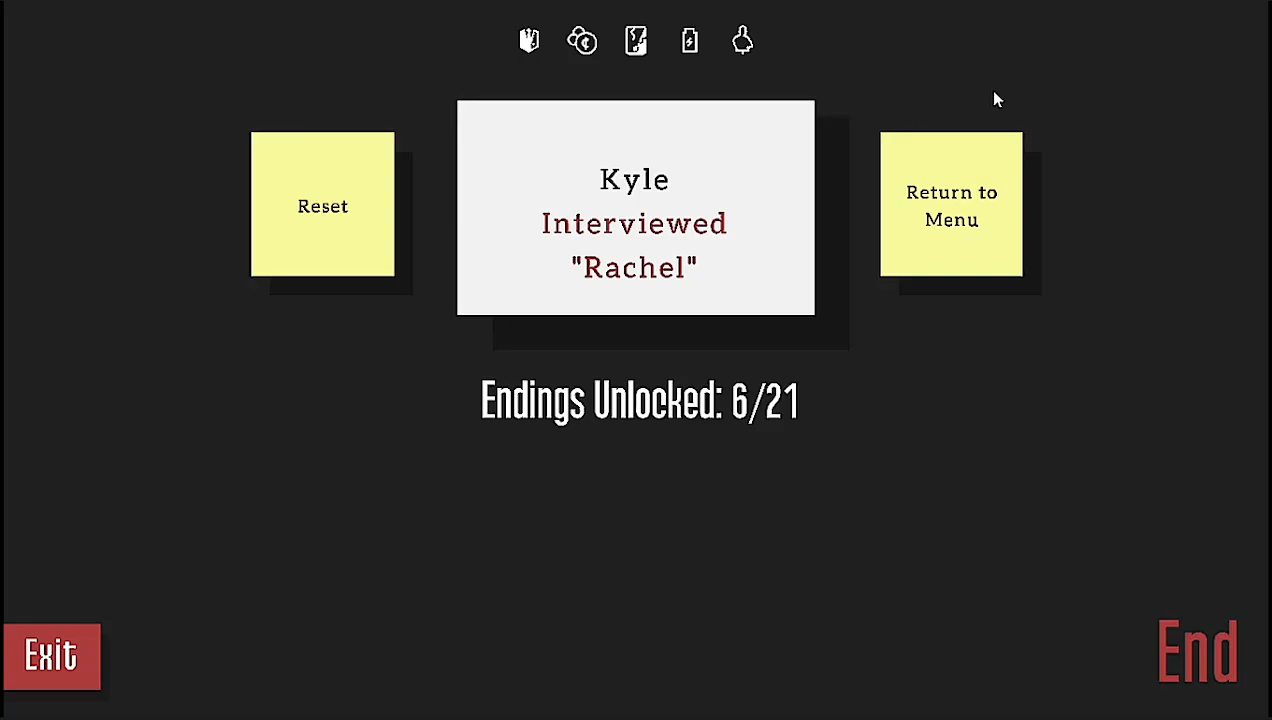 Reset
Kyle
Interviewed
"Rachel"
Return to
Menu
Endings Unlocked: 6/21
Exit
End